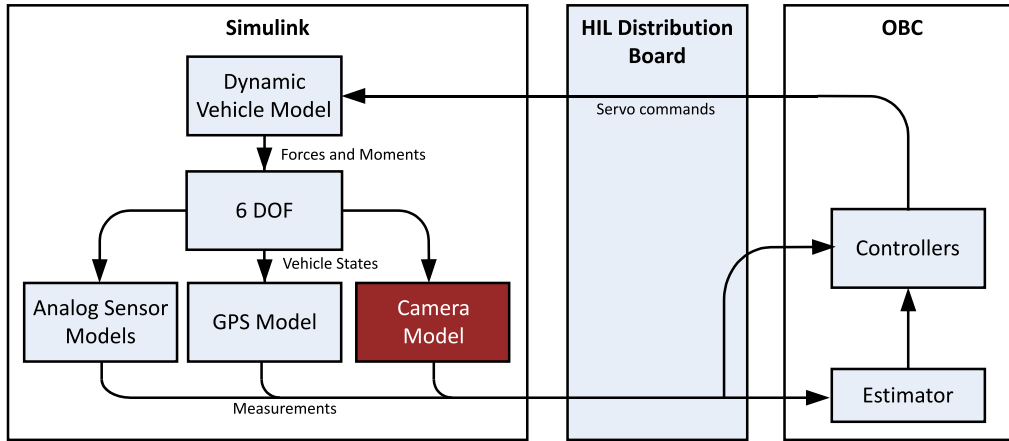 Simulink
HIL Distribution
Board
OBC
Dynamic
Vehicle Model
Servo commands
Forces and Moments
6 DOF
Vehicle States
Controllers
Analog Sensor
Models
GPS Model
Camera
Model
Estimator
Measurements